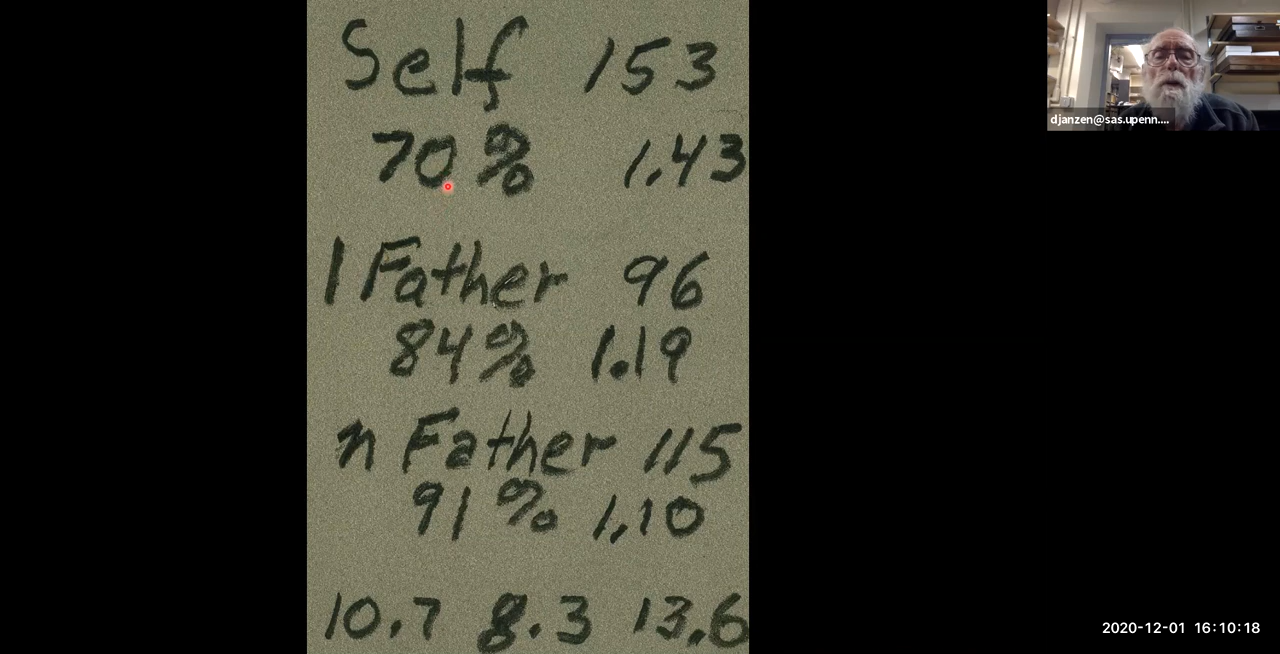 Self 153
70% 1.43
1 Father 96
84% 1.19
n Father 115
91% 1.10
10.7 8.3 13.6
djanzen@sas.upenn....
2020-12-01 16:10:18